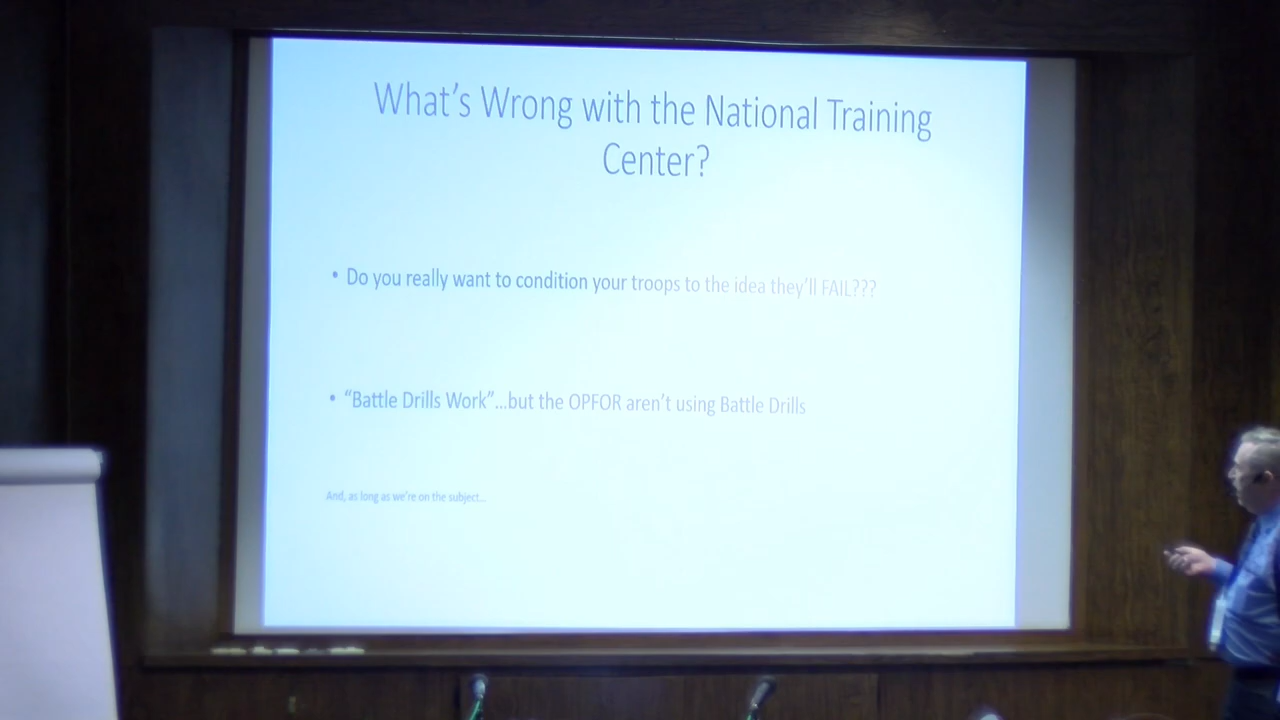 What's Wrong with the National Training
Center?
• Do you really want to condition your troops to the idea they'll FAIL???
• “Battle Drills Work”...but the OPFOR aren't using Battle Drills
And, as long as we're on the subject...